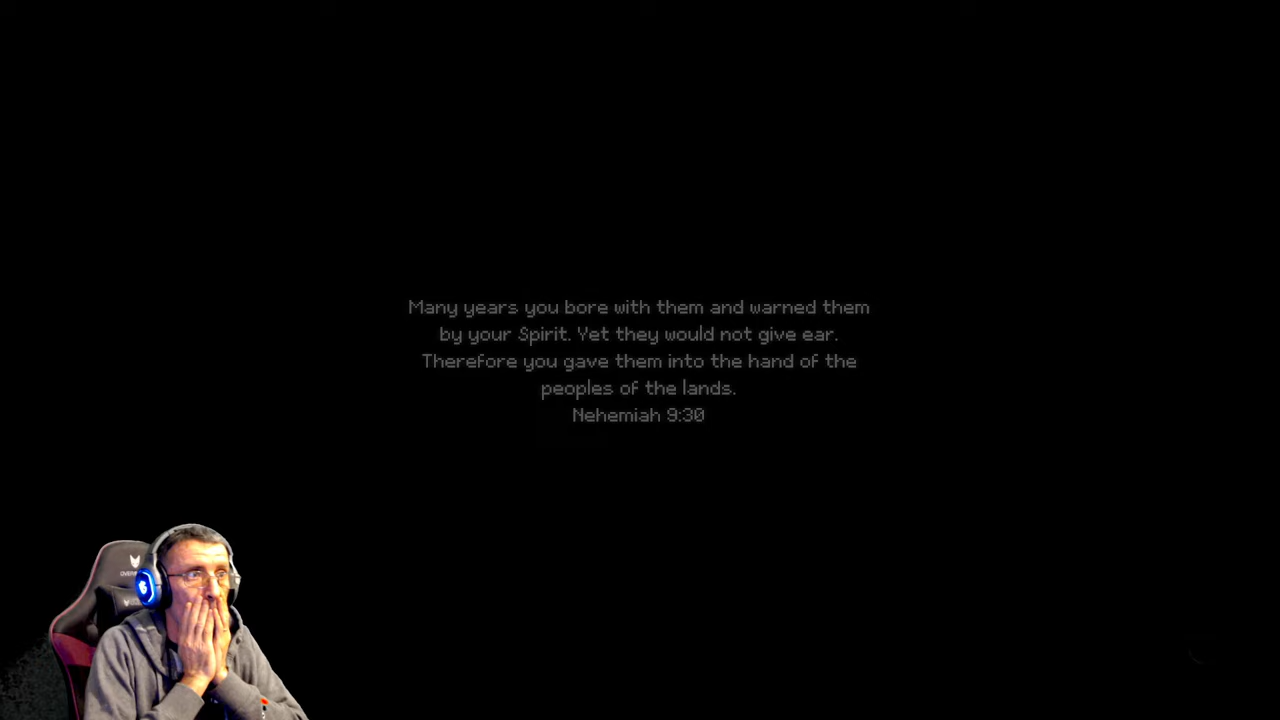 Many years you bore with them and warned them
by your Spirit. Yet they would not give ear.
Therefore you gave them into the hand of the
peoples of the lands.
Nehemiah 9:30